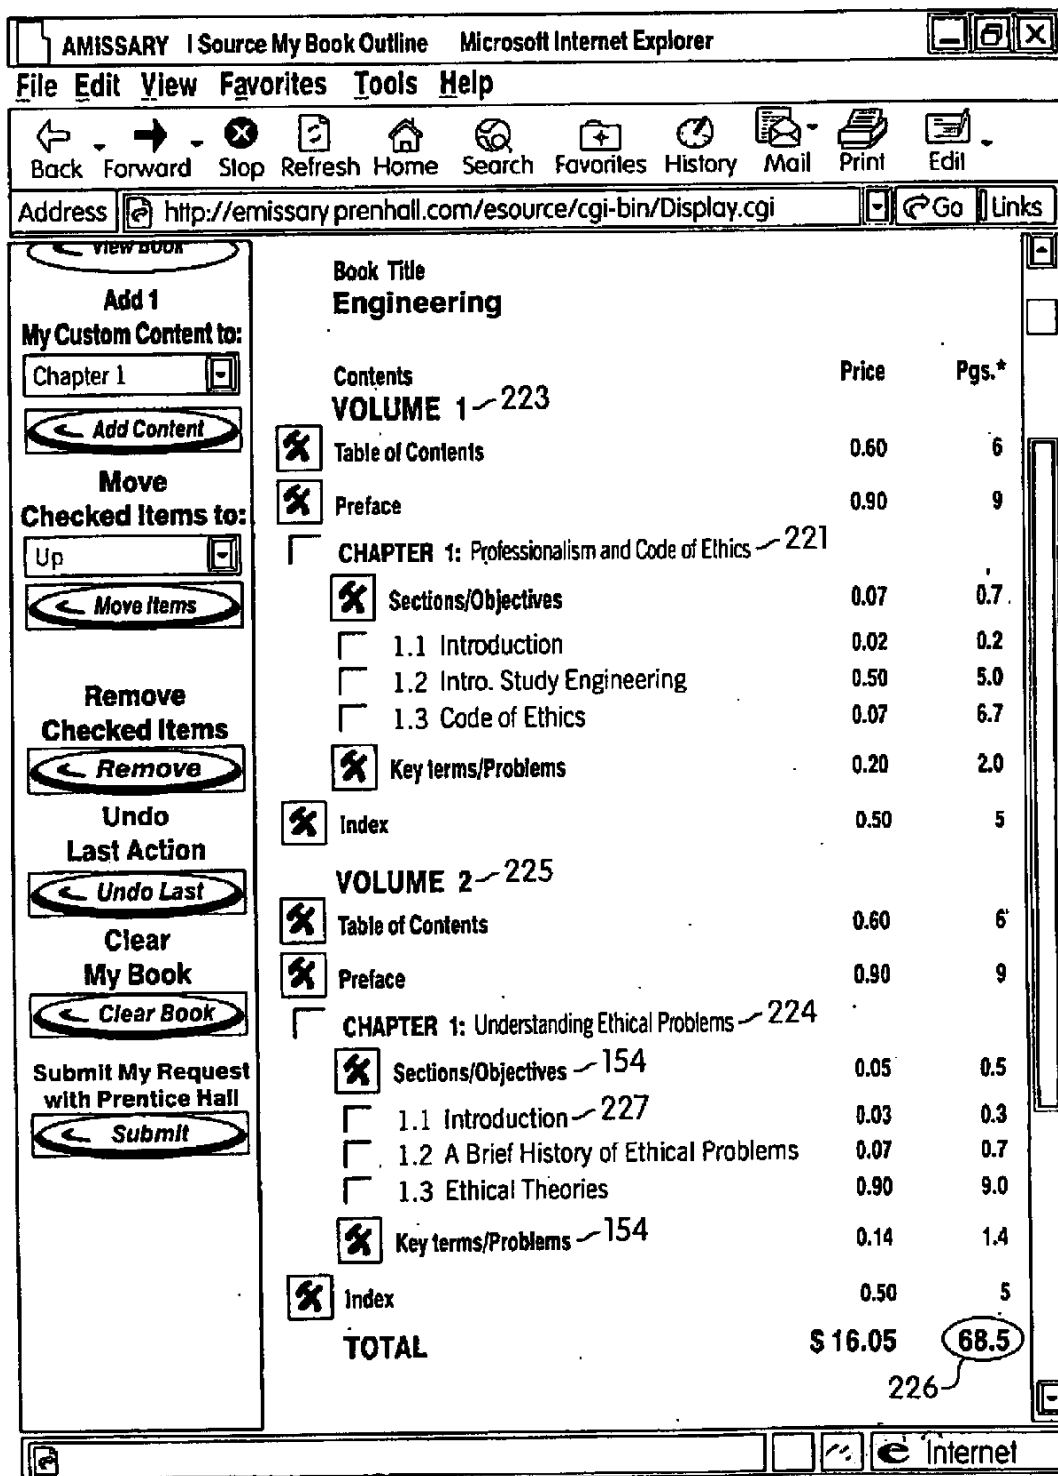 AMISSARY I Source My Book Outline Microsoft Internet Explorer
File Edit View Favorites Tools Help
Back Forward Stop Refresh Home Search Favorites History Mail Print Edit
Address http://emissary prenhall.com/esource/cgi-bin/Display.cgi Go Links
View Book
Add 1
My Custom Content to:
Chapter 1
Add Content
Move
Checked Items to:
Up
Move Items
Remove
Checked Items
Remove
Undo
Last Action
Undo Last
Clear
My Book
Clear Book
Submit My Request
with Prentice Hall
Submit
Book Title
Engineering
Contents Price Pgs.*
VOLUME 1 223
Table of Contents 0.60 6
Preface 0.90 9
CHAPTER 1: Professionalism and Code of Ethics 221
Sections/Objectives 0.07 0.7
1.1 Introduction 0.02 0.2
1.2 Intro. Study Engineering 0.50 5.0
1.3 Code of Ethics 0.07 6.7
Key terms/Problems 0.20 2.0
Index 0.50 5
VOLUME 2 225
Table of Contents 0.60 6
Preface 0.90 9
CHAPTER 1: Understanding Ethical Problems 224
Sections/Objectives 154 0.05 0.5
1.1 Introduction 227 0.03 0.3
1.2 A Brief History of Ethical Problems 0.07 0.7
1.3 Ethical Theories 0.90 9.0
Key terms/Problems 154 0.14 1.4
Index 0.50 5
TOTAL $ 16.05 68.5
226
Internet